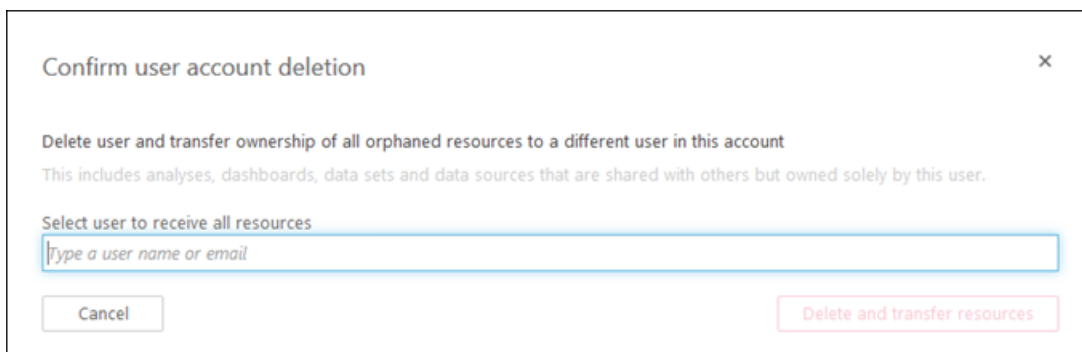 Confirm user account deletion
×
Delete user and transfer ownership of all orphaned resources to a different user in this account
This includes analyses, dashboards, data sets and data sources that are shared with others but owned solely by this user.
Select user to receive all resources
Type a user name or email
Cancel
Delete and transfer resources